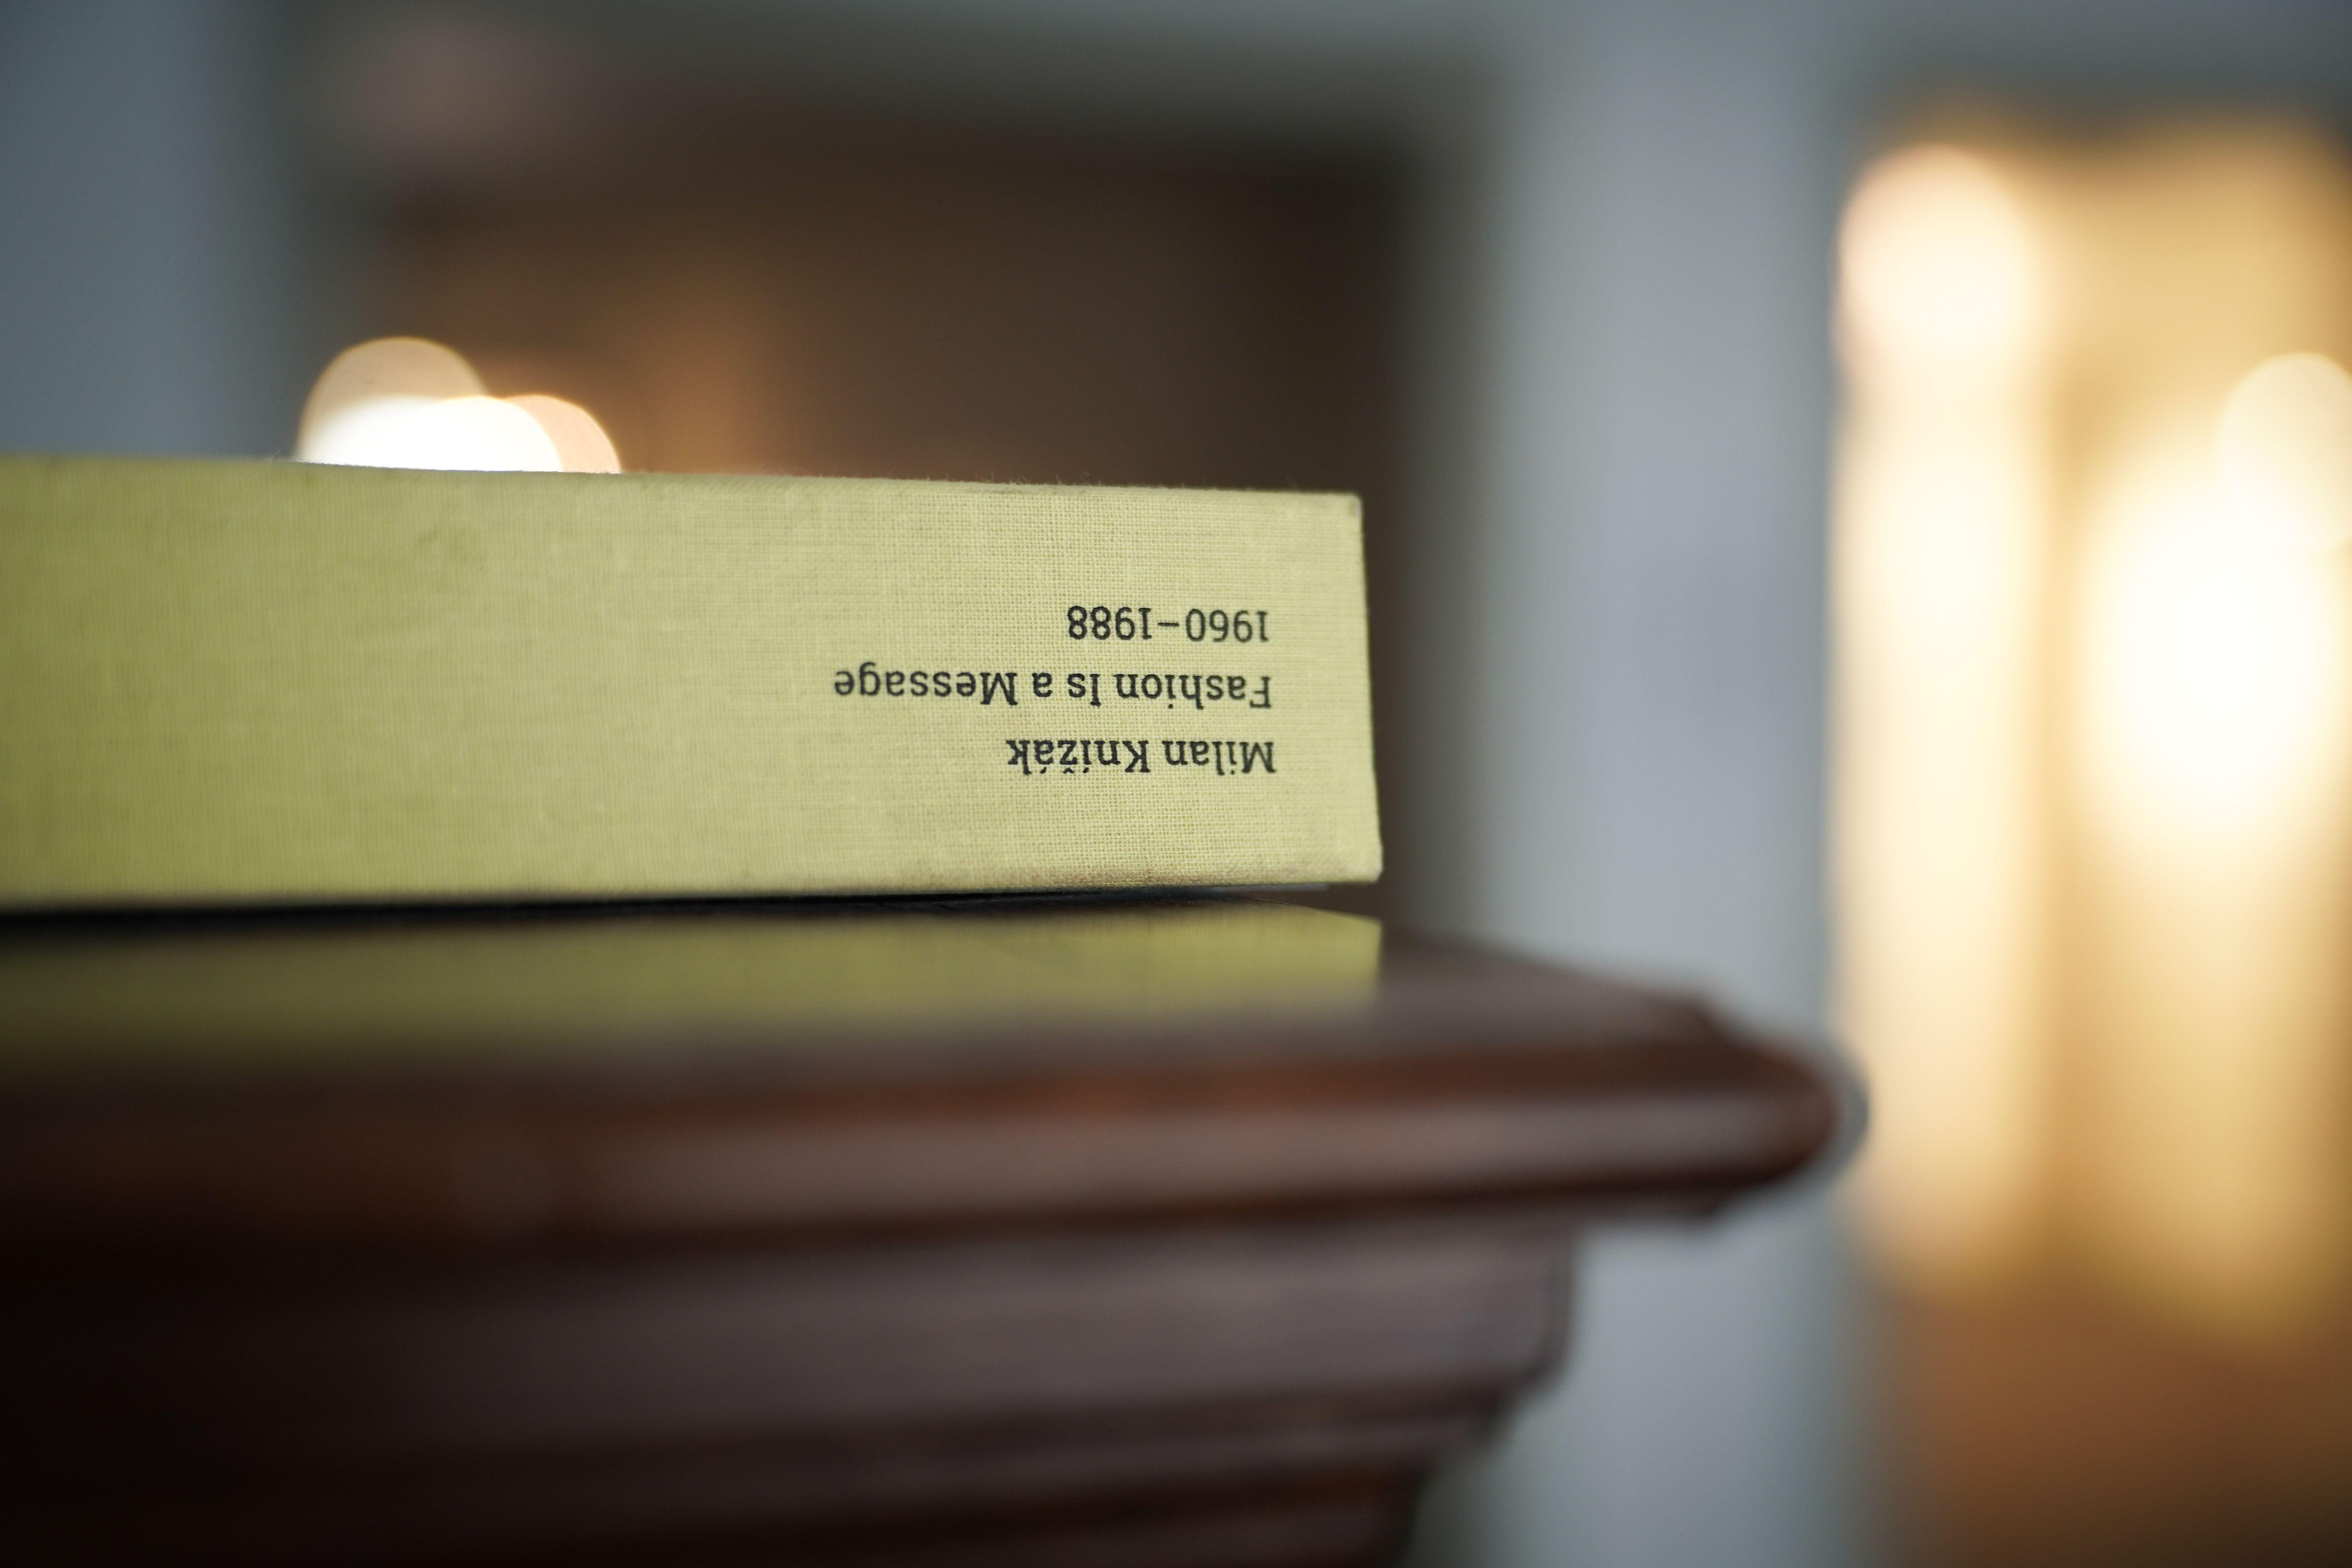 Milan Knížák
Fashion Is a Message
1960–1988